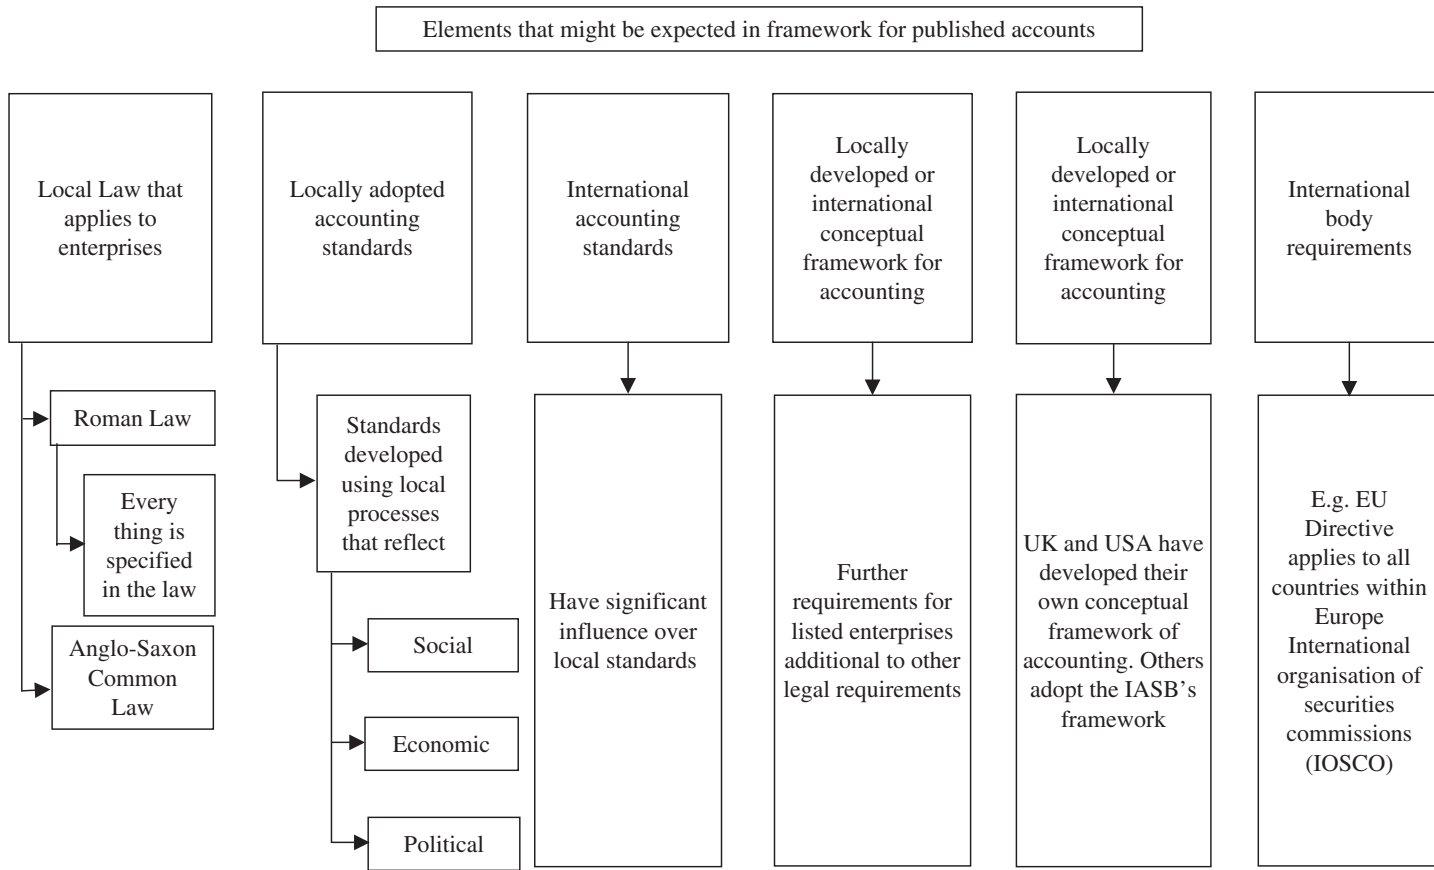 Elements that might be expected in framework for published accounts
Local Law that
applies to
enterprises
Locally adopted
accounting
standards
International
accounting
standards
Locally
developed or
international
conceptual
framework for
accounting
Locally
developed or
international
conceptual
framework for
accounting
International
body
requirements
Roman Law
Every
thing is
specified
in the law
Anglo-Saxon
Common
Law
Standards
developed
using local
processes
that reflect
Social
Economic
Political
Have significant
influence over
local standards
Further
requirements for
listed enterprises
additional to other
legal requirements
UK and USA have
developed their
own conceptual
framework of
accounting. Others
adopt the IASB’s
framework
E.g. EU
Directive
applies to all
countries within
Europe
International
organisation of
securities
commissions
(IOSCO)